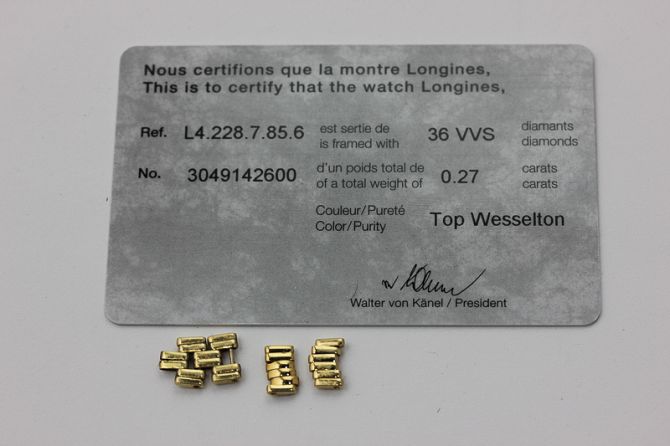 Nous certifions que la montre Longines,
This is to certify that the watch Longines,
Ref. L4.228.7.85.6 est sertie de 36 VVS diamants
is framed with diamonds
No. 3049142600 d'un poids total de 0.27 carats
of a total weight of carats
Couleur/Pureté Top Wesselton
Color/Purity
Walter von Känel / President